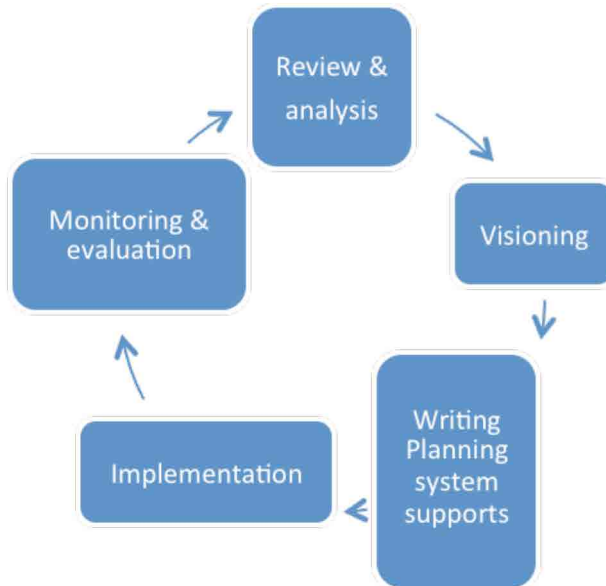 Review &
analysis
Visioning
Writing
Planning
system
supports
Implementation
Monitoring &
evaluation